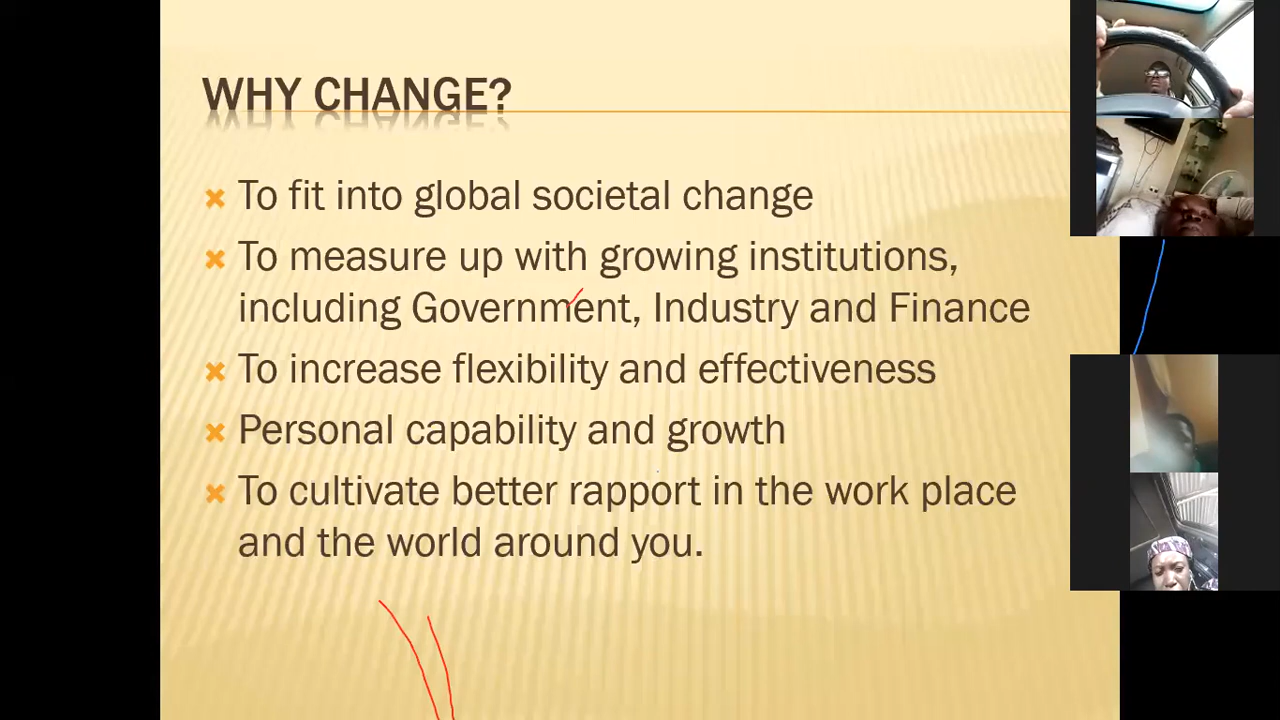 WHY CHANGE?
To fit into global societal change
To measure up with growing institutions,
including Government, Industry and Finance
To increase flexibility and effectiveness
Personal capability and growth
To cultivate better rapport in the work place
and the world around you.